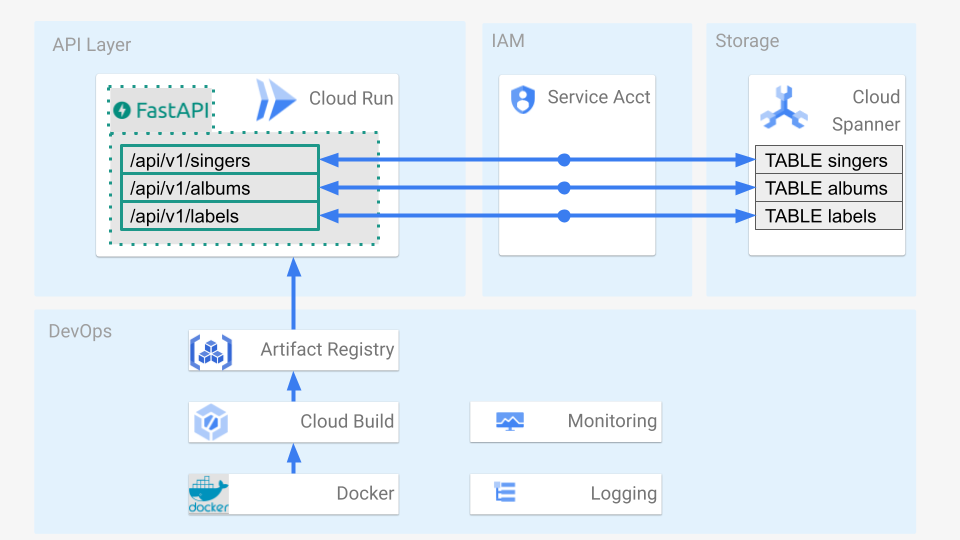 API Layer
FastAPI
Cloud Run
/api/v1/singers
/api/v1/albums
/api/v1/labels
IAM
Service Acct
Storage
Cloud
Spanner
TABLE singers
TABLE albums
TABLE labels
DevOps
Artifact Registry
Cloud Build
docker
Docker
Monitoring
Logging